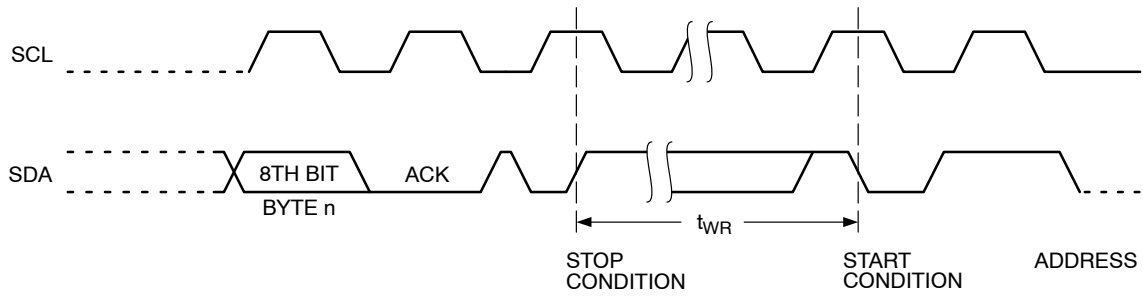 SCL
SDA
8TH BIT
ACK
BYTE n
tWR
STOP
CONDITION
START
CONDITION
ADDRESS